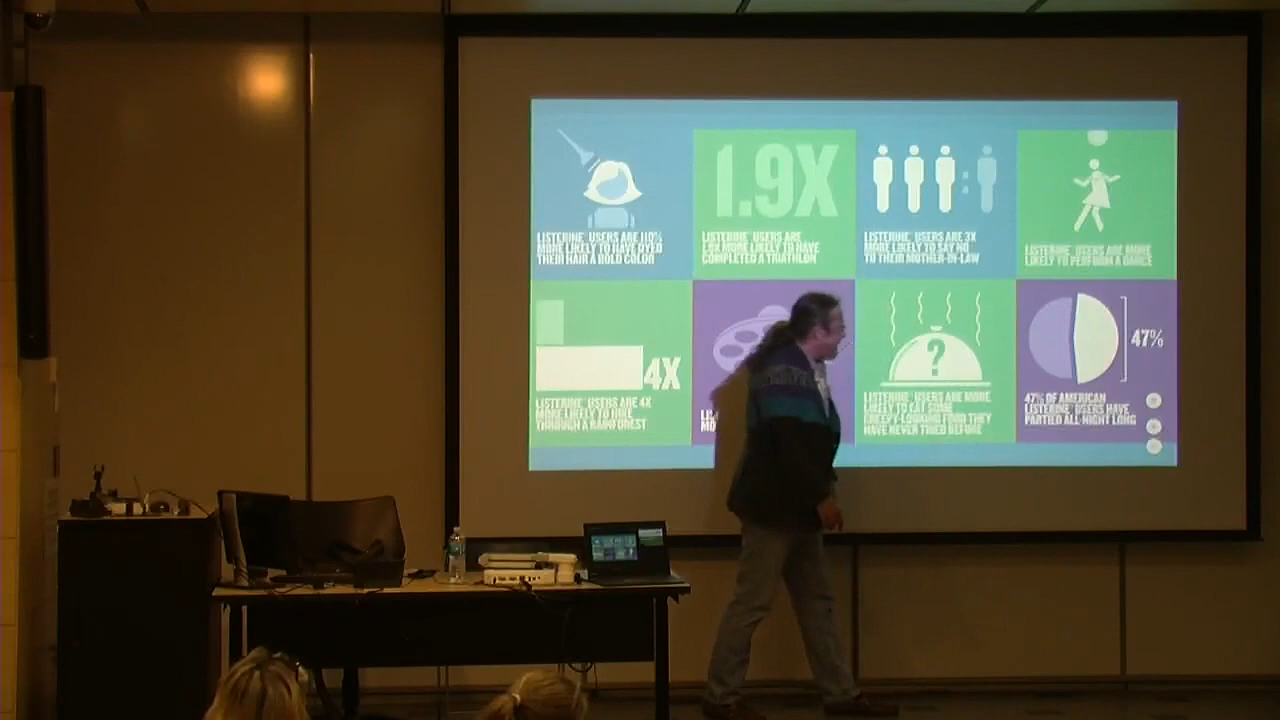 LISTERINE® USERS ARE 110%
MORE LIKELY TO HAVE DYED
THEIR HAIR A BOLD COLOR
1.9X
LISTERINE® USERS ARE
1.9X MORE LIKELY TO HAVE
COMPLETED A TRIATHLON
LISTERINE® USERS ARE 3X
MORE LIKELY TO SAY NO
TO THEIR MOTHER-IN-LAW
LISTERINE® USERS ARE MORE
LIKELY TO PERFORM A DANCE
4X
LISTERINE® USERS ARE 4X
MORE LIKELY TO HIKE
THROUGH A RAINFOREST
?
LISTERINE® USERS ARE MORE
LIKELY TO EAT SOME
CREEPY-LOOKING FOOD THEY
HAVE NEVER TRIED BEFORE
47%
47% OF AMERICAN
LISTERINE® USERS HAVE
PARTIED ALL NIGHT LONG